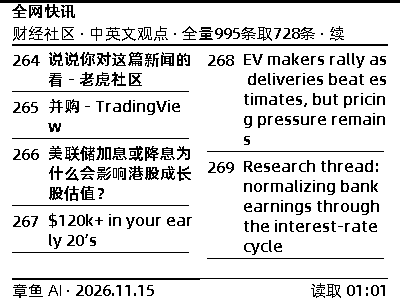 全网快讯
财经社区 · 中英文观点 · 全量995条取728条 · 续
264 说说你对这篇新闻的
看 - 老虎社区
265 并购 - TradingVie
w
266 美联储加息或降息为
什么会影响港股成长
股估值？
267 $120k+ in your ear
ly 20’s
268 EV makers rally as
deliveries beat es
timates, but pricin
g pressure remain
s
269 Research thread:
normalizing bank
earnings through
the interest-rate
cycle
章鱼 AI · 2026.11.15
读取 01:01